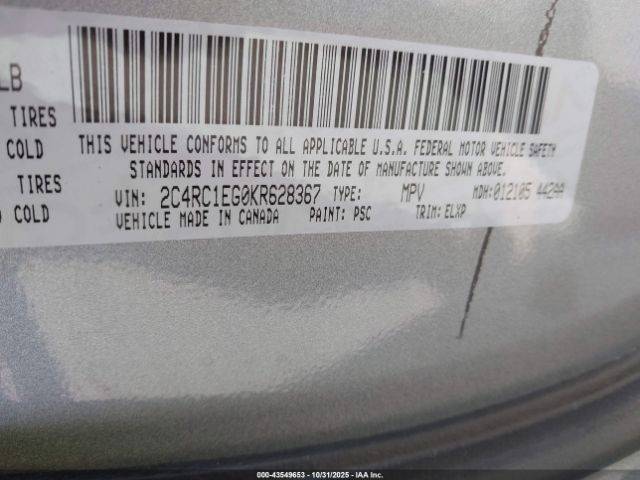 LB
TIRES
COLD
TIRES
COLD
THIS VEHICLE CONFORMS TO ALL APPLICABLE U.S.A. FEDERAL MOTOR VEHICLE SAFETY
STANDARDS IN EFFECT ON THE DATE OF MANUFACTURE SHOWN ABOVE.
VIN: 2C4RC1EG0KR628367 TYPE: MPV MDH:012105 442AA
VEHICLE MADE IN CANADA PAINT: PSC TRIM: ELXP
000-43549653 - 10/31/2025 - IAA Inc.